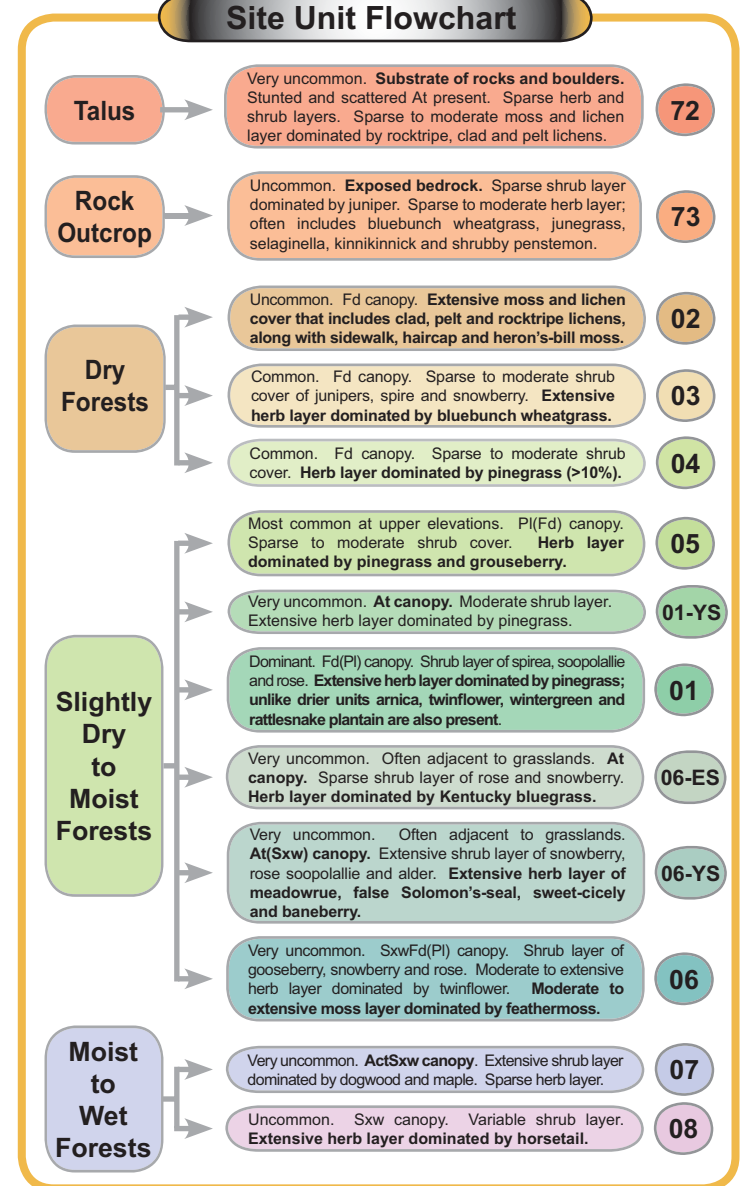 Site Unit Flowchart
Talus
Very uncommon. Substrate of rocks and boulders.
Stunted and scattered At present. Sparse herb and
shrub layers. Sparse to moderate moss and lichen
layer dominated by rocktripe, clad and pelt lichens.
72
Rock
Outcrop
Uncommon. Exposed bedrock. Sparse shrub layer
dominated by juniper. Sparse to moderate herb layer;
often includes bluebunch wheatgrass, junegrass,
selaginella, kinnikinnick and shrubby penstemon.
73
Dry
Forests
Uncommon. Fd canopy. Extensive moss and lichen
cover that includes clad, pelt and rocktripe lichens,
along with sidewalk, haircap and heron's-bill moss.
02
Common. Fd canopy. Sparse to moderate shrub
cover of junipers, spire and snowberry. Extensive
herb layer dominated by bluebunch wheatgrass.
03
Common. Fd canopy. Sparse to moderate shrub
cover. Herb layer dominated by pinegrass (>10%).
04
Slightly
Dry
to
Moist
Forests
Most common at upper elevations. Pl(Fd) canopy.
Sparse to moderate shrub cover. Herb layer
dominated by pinegrass and grouseberry.
05
Very uncommon. At canopy. Moderate shrub layer.
Extensive herb layer dominated by pinegrass.
01-YS
Dominant. Fd(Pl) canopy. Shrub layer of spirea, soopolallie
and rose. Extensive herb layer dominated by pinegrass;
unlike drier units arnica, twinflower, wintergreen and
rattlesnake plantain are also present.
01
Very uncommon. Often adjacent to grasslands. At
canopy. Sparse shrub layer of rose and snowberry.
Herb layer dominated by Kentucky bluegrass.
06-ES
Very uncommon. Often adjacent to grasslands.
At(Sxw) canopy. Extensive shrub layer of snowberry,
rose soopolallie and alder. Extensive herb layer of
meadowrue, false Solomon's-seal, sweet-cicely
and baneberry.
06-YS
Very uncommon. SxwFd(Pl) canopy. Shrub layer of
gooseberry, snowberry and rose. Moderate to extensive
herb layer dominated by twinflower. Moderate to
extensive moss layer dominated by feathermoss.
06
Moist
to
Wet
Forests
Very uncommon. ActSxw canopy. Extensive shrub layer
dominated by dogwood and maple. Sparse herb layer.
07
Uncommon. Sxw canopy. Variable shrub layer.
Extensive herb layer dominated by horsetail.
08